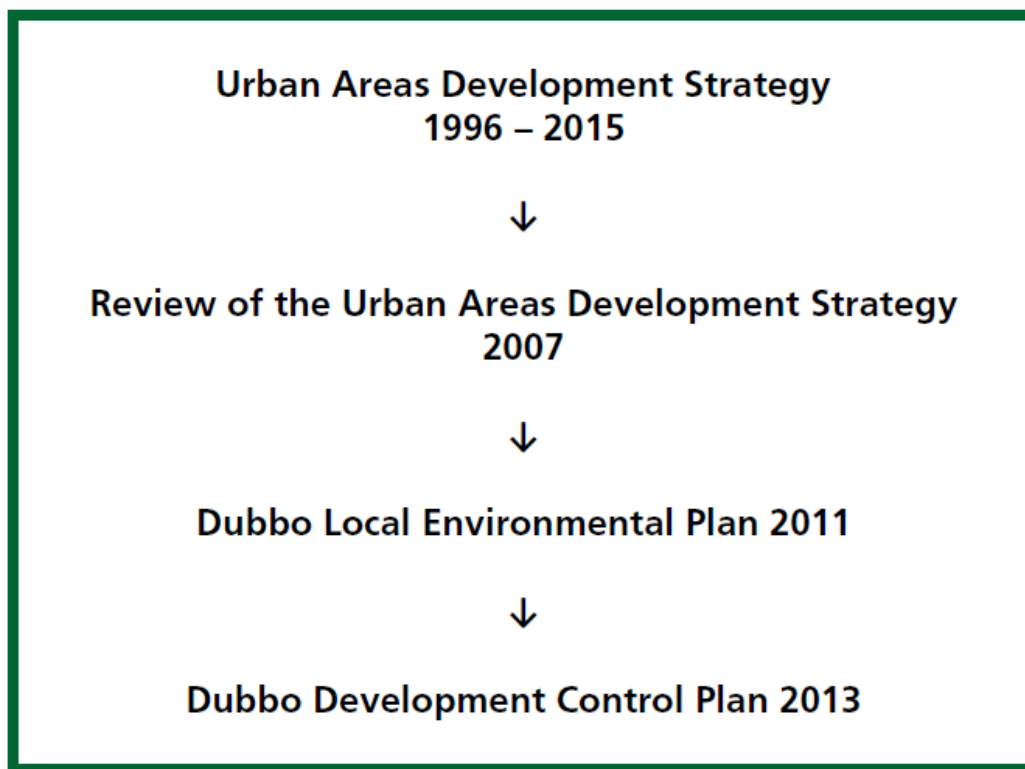 Urban Areas Development Strategy
1996 – 2015
↓
Review of the Urban Areas Development Strategy
2007
↓
Dubbo Local Environmental Plan 2011
↓
Dubbo Development Control Plan 2013